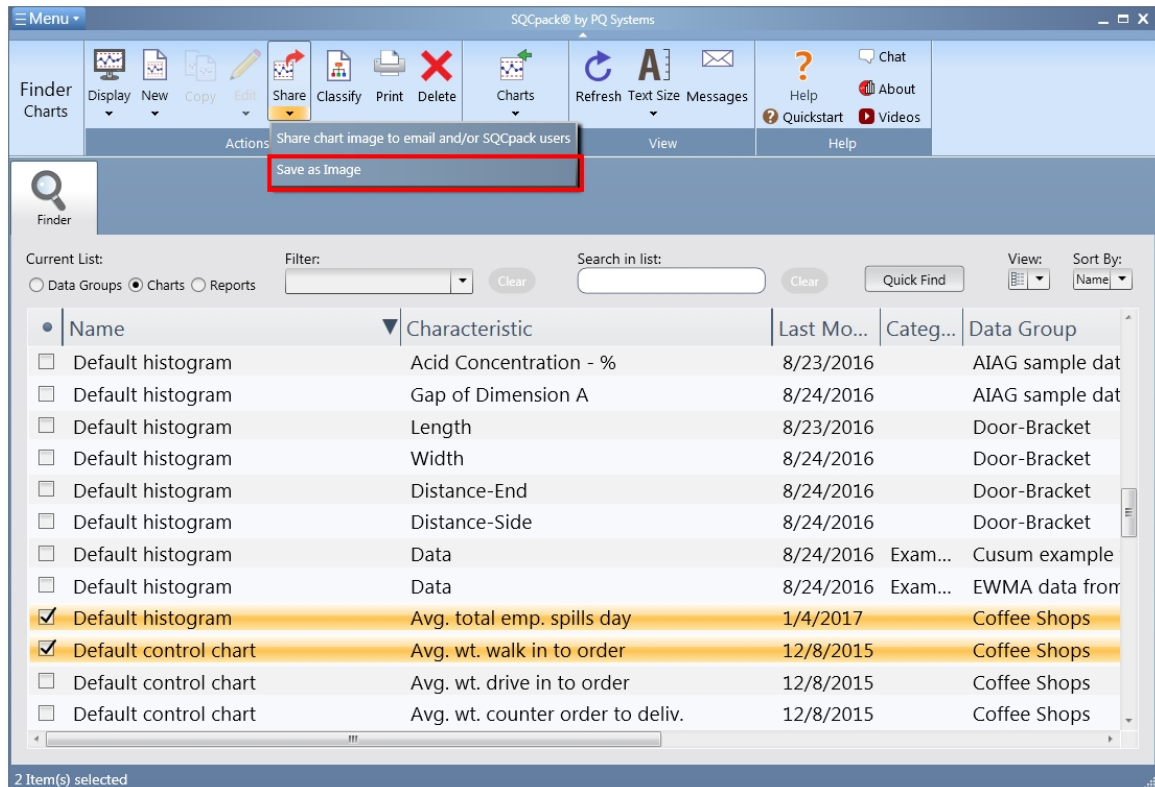 Menu
SQCpack® by PQ Systems
Finder
Charts
Display
New
Copy
Edit
Share
Classify
Print
Delete
Charts
Refresh
Text Size
Messages
Help
Quickstart
Chat
About
Videos
Actions
View
Help
Share chart image to email and/or SQCpack users
Save as Image
Finder
Current List:
Data Groups Charts Reports
Filter:
Clear
Search in list:
Clear
Quick Find
View:
Sort By:
Name
Name Characteristic Last Mo... Categ... Data Group
Default histogram Acid Concentration - % 8/23/2016 AIAG sample dat
Default histogram Gap of Dimension A 8/24/2016 AIAG sample dat
Default histogram Length 8/23/2016 Door-Bracket
Default histogram Width 8/24/2016 Door-Bracket
Default histogram Distance-End 8/24/2016 Door-Bracket
Default histogram Distance-Side 8/24/2016 Door-Bracket
Default histogram Data 8/24/2016 Exam... Cusum example
Default histogram Data 8/24/2016 Exam... EWMA data from
Default histogram Avg. total emp. spills day 1/4/2017 Coffee Shops
Default control chart Avg. wt. walk in to order 12/8/2015 Coffee Shops
Default control chart Avg. wt. drive in to order 12/8/2015 Coffee Shops
Default control chart Avg. wt. counter order to deliv. 12/8/2015 Coffee Shops
2 Item(s) selected